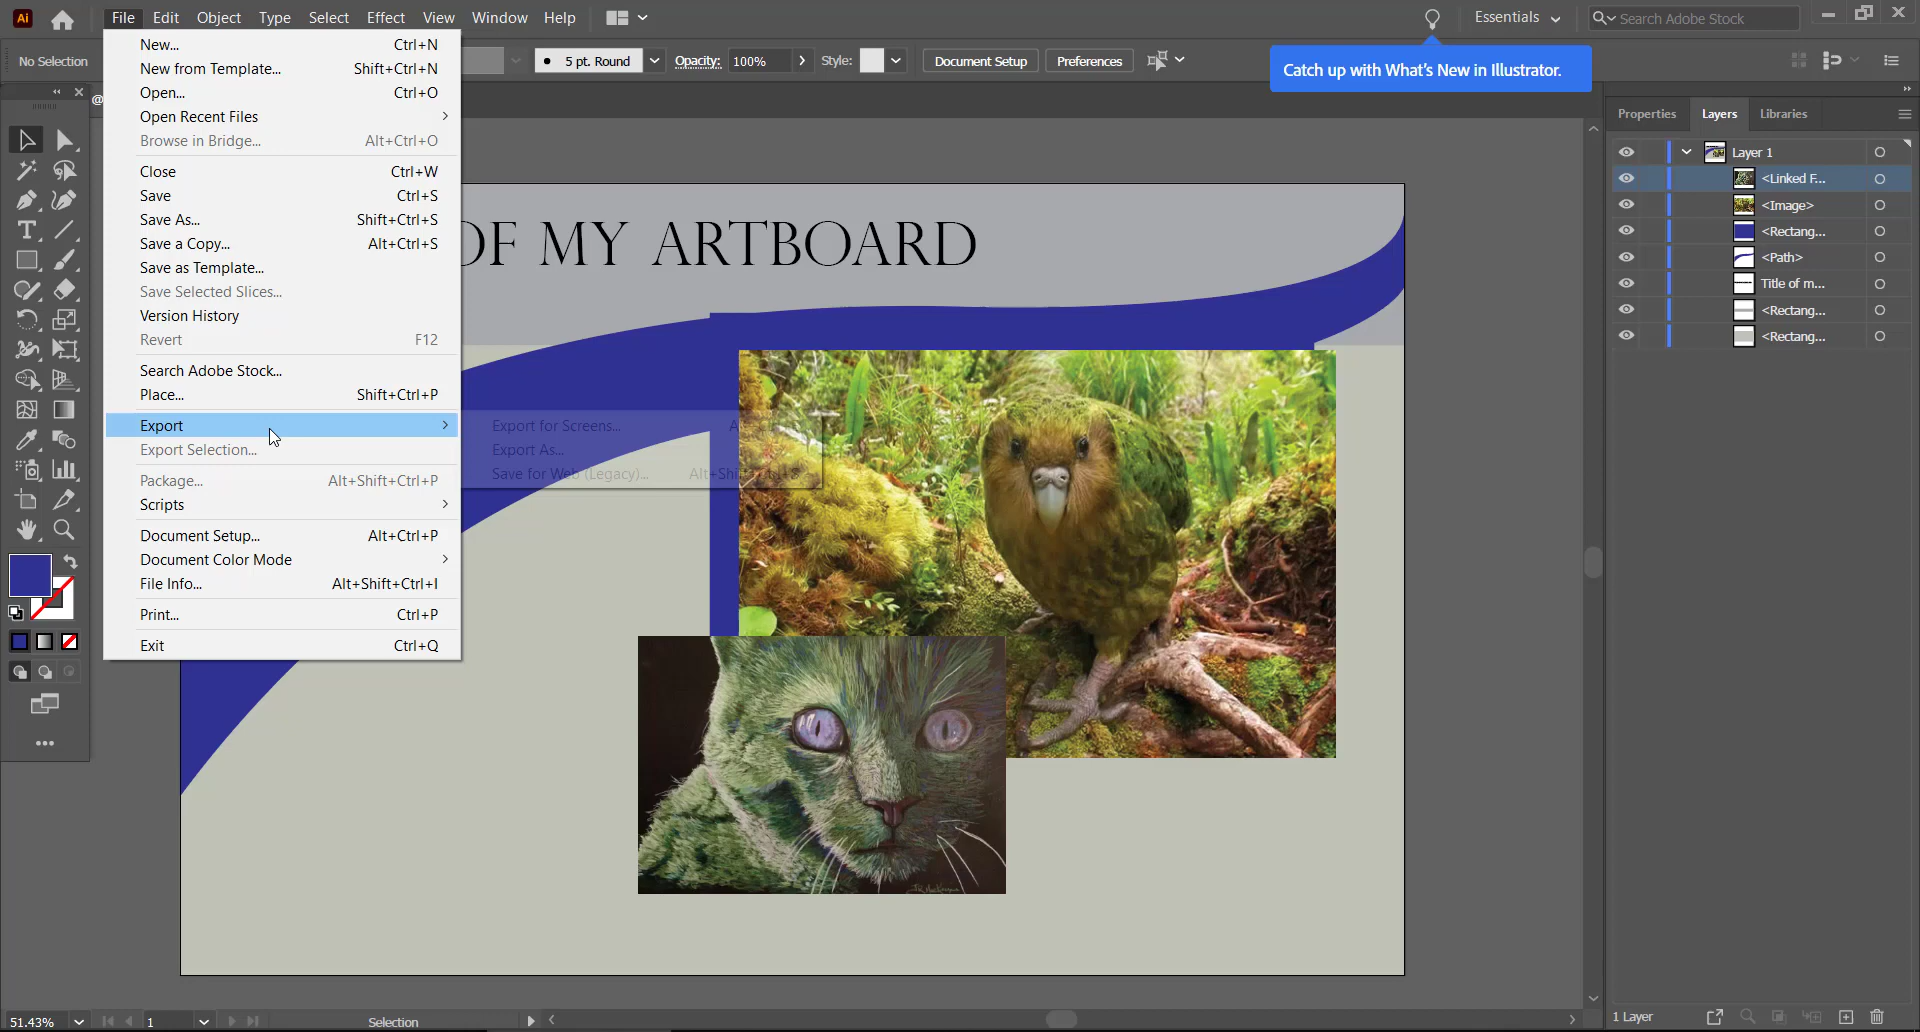 Ai
File Edit Object Type Select Effect View Window Help
Essentials
Search Adobe Stock
No Selection
5 pt. Round
Opacity: 100%
Style:
Document Setup
Preferences
Catch up with What's New in Illustrator.
New... Ctrl+N
New from Template... Shift+Ctrl+N
Open... Ctrl+O
Open Recent Files
Browse in Bridge... Alt+Ctrl+O
Close Ctrl+W
Save Ctrl+S
Save As... Shift+Ctrl+S
Save a Copy... Alt+Ctrl+S
Save as Template...
Save Selected Slices...
Version History
Revert F12
Search Adobe Stock...
Place... Shift+Ctrl+P
Export
Export Selection...
Package... Alt+Shift+Ctrl+P
Scripts
Document Setup... Alt+Ctrl+P
Document Color Mode
File Info... Alt+Shift+Ctrl+I
Print... Ctrl+P
Exit Ctrl+Q
Export for Screens...
Export As...
Save for Web (Legacy)... Alt+Shift+Ctrl+S
OF MY ARTBOARD
Properties Layers Libraries
Layer 1
<Linked F...
<Image>
<Rectang...
<Path>
Title of m...
<Rectang...
<Rectang...
51.43%
1
Selection
1 Layer